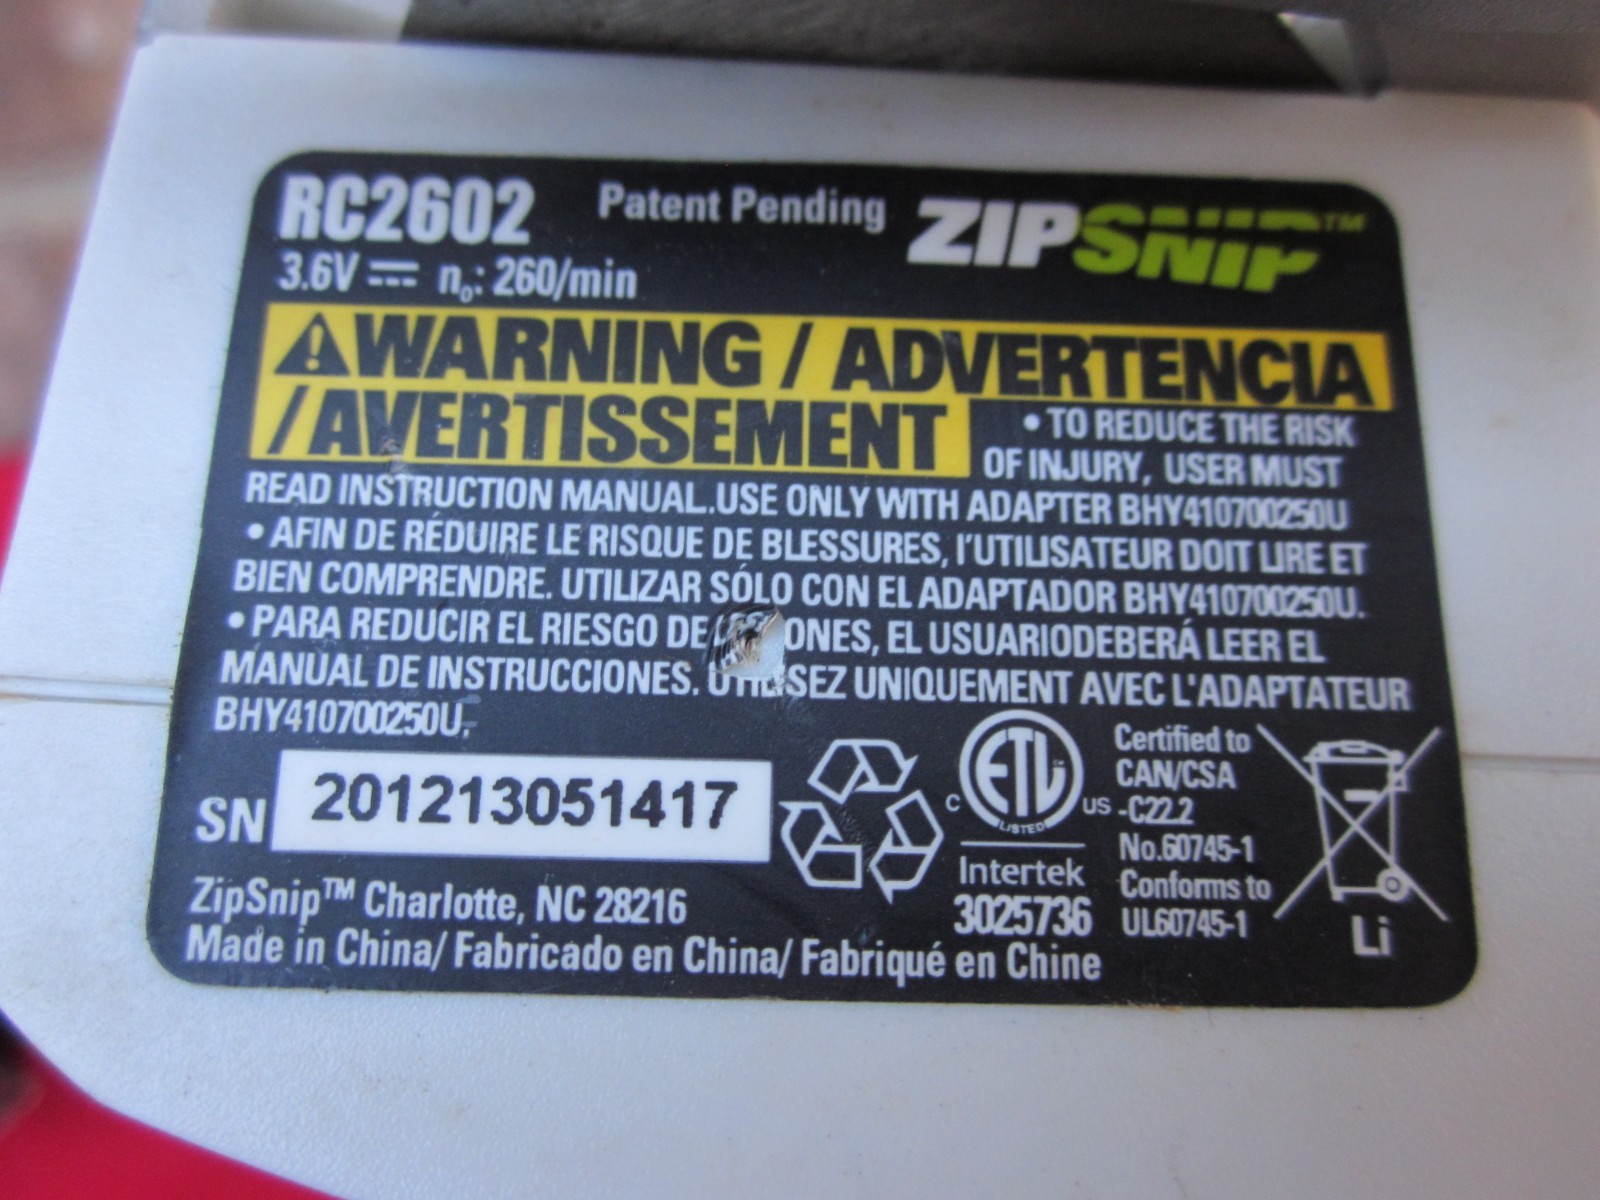 RC2602 Patent Pending ZIPSNIP™
3.6V ⎓ n₀: 260/min
⚠WARNING / ADVERTENCIA
/AVERTISSEMENT
• TO REDUCE THE RISK
OF INJURY, USER MUST
READ INSTRUCTION MANUAL.USE ONLY WITH ADAPTER BHY410700250U
• AFIN DE RÉDUIRE LE RISQUE DE BLESSURES, l'UTILISATEUR DOIT LIRE ET
BIEN COMPRENDRE. UTILIZAR SÓLO CON EL ADAPTADOR BHY410700250U.
• PARA REDUCIR EL RIESGO DE ONES, EL USUARIODEBERÁ LEER EL
MANUAL DE INSTRUCCIONES. UTILISEZ UNIQUEMENT AVEC L'ADAPTATEUR
BHY410700250U.
SN 201213051417
C ETL US
LISTED
Intertek
3025736
Certified to
CAN/CSA
-C22.2
No.60745-1
Conforms to
UL60745-1
Li
ZipSnip™ Charlotte, NC 28216
Made in China/ Fabricado en China/ Fabriqué en Chine